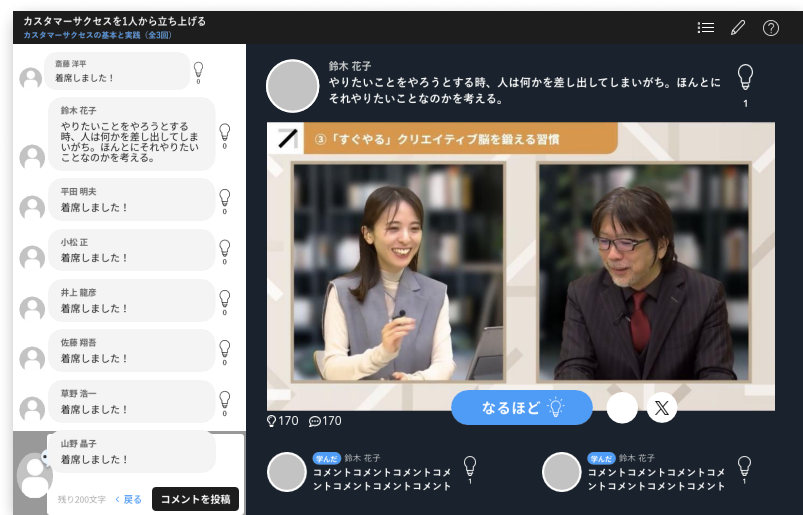 カスタマーサクセスを1人から立ち上げる
カスタマーサクセスの基本と実践（全3回）
斎藤 洋平
着席しました！
0
鈴木 花子
やりたいことをやろうとする
時、人は何かを差し出してしま
いがち。ほんとにそれやりたい
ことなのかを考える。
0
平田 明夫
着席しました！
0
小松 正
着席しました！
0
井上 龍彦
着席しました！
0
佐藤 翔吾
着席しました！
0
草野 浩一
着席しました！
0
山野 晶子
着席しました！
残り200文字
戻る
コメントを投稿
鈴木 花子
やりたいことをやろうとする時、人は何かを差し出してしまいがち。ほんとに
それやりたいことなのかを考える。
1
③「すぐやる」クリエイティブ脳を鍛える習慣
170
170
なるほど
学んだ 鈴木 花子
コメントコメントコメントコメ
ントコメントコメントコメント
1
学んだ 鈴木 花子
コメントコメントコメントコメ
ントコメントコメントコメント
1